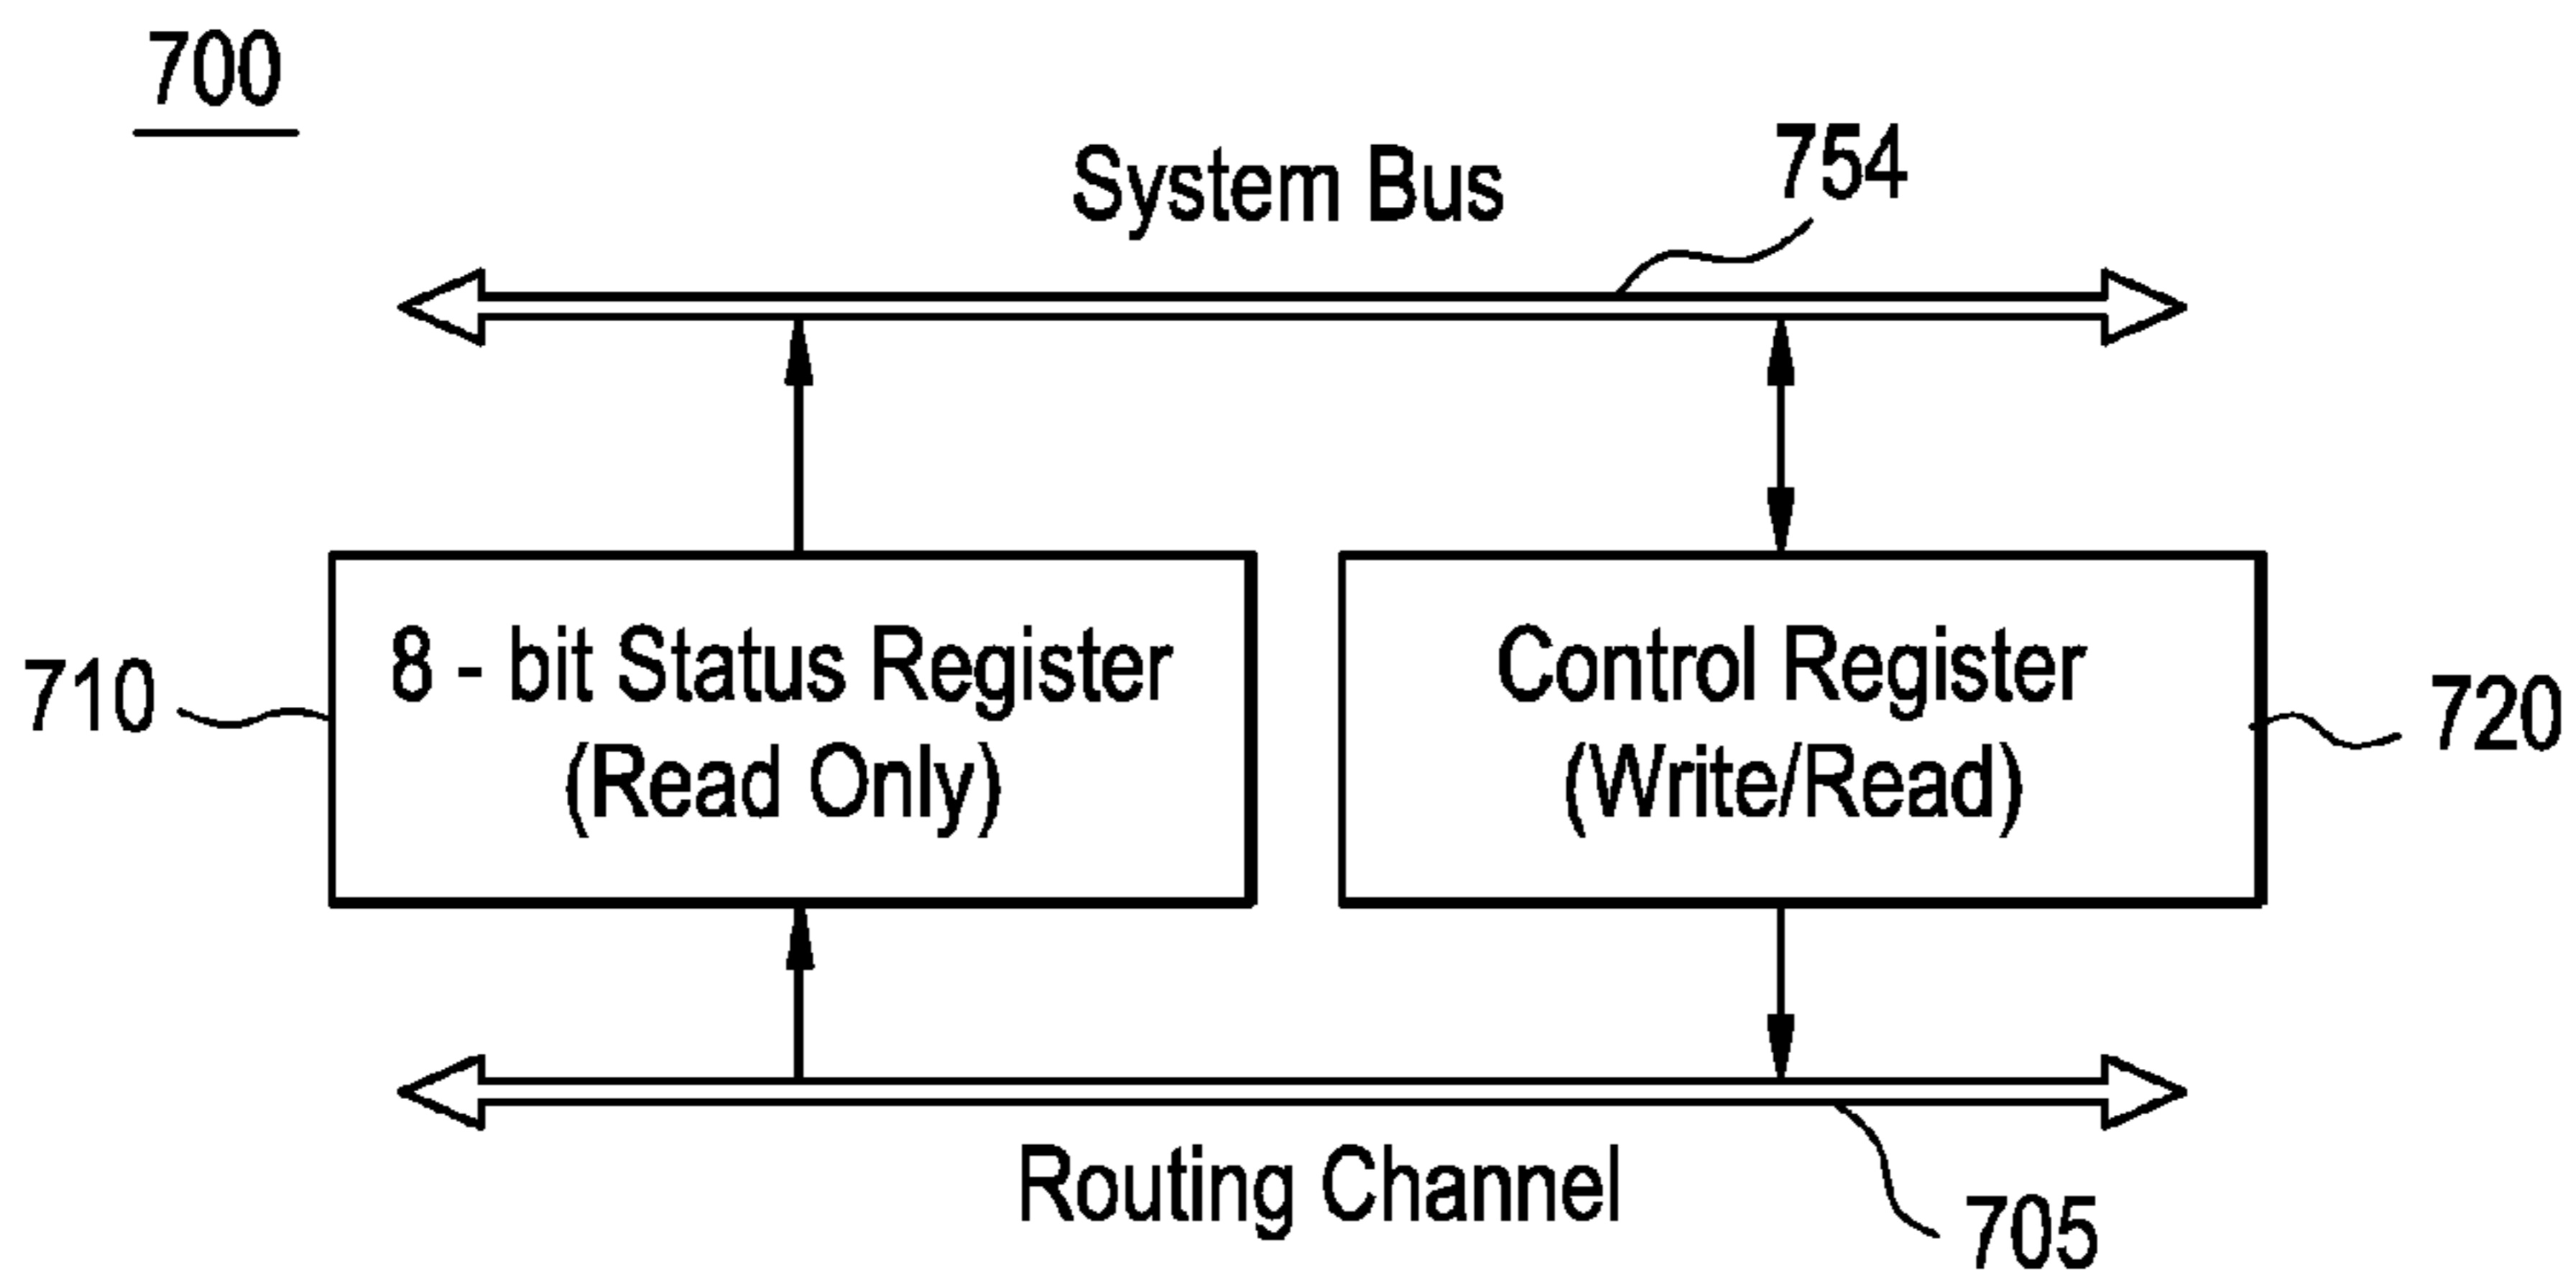 700
System Bus
754
8 - bit Status Register
(Read Only)
710
Control Register
(Write/Read)
720
Routing Channel
705